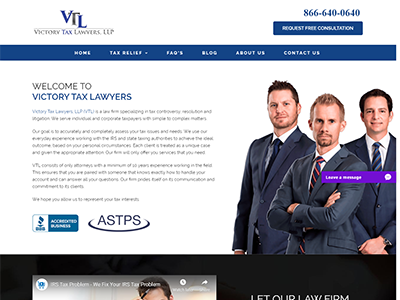 VTL
VICTORY TAX LAWYERS, LLP
866-640-0640
REQUEST FREE CONSULTATION
HOME TAX RELIEF FAQ'S BLOG ABOUT US CONTACT US
WELCOME TO
VICTORY TAX LAWYERS
Victory Tax Lawyers, LLP (VTL) is a law firm specializing in tax controversy resolution and
litigation. We serve individual and corporate taxpayers with simple to complex matters.
Our goal is to accurately and completely assess your tax issues and needs. We use our
everyday experience working with the IRS and state taxing authorities to achieve the ideal
outcome, based on your personal circumstances. Each client is treated as a unique case
and given the appropriate attention. Our firm will only offer you services that you need.
VTL consists of only attorneys with a minimum of 10 years experience working in the field.
This ensures that you are paired with someone that knows exactly how to handle your
account and can answer all your questions. Our firm prides itself on its communication and
commitment to its clients.
We hope you allow us to represent your tax interests.
Leave a message
BBB
ACCREDITED
BUSINESS
ASTPS
IRS Tax Problem - We Fix Your IRS Tax Problem
LET OUR LAW FIRM